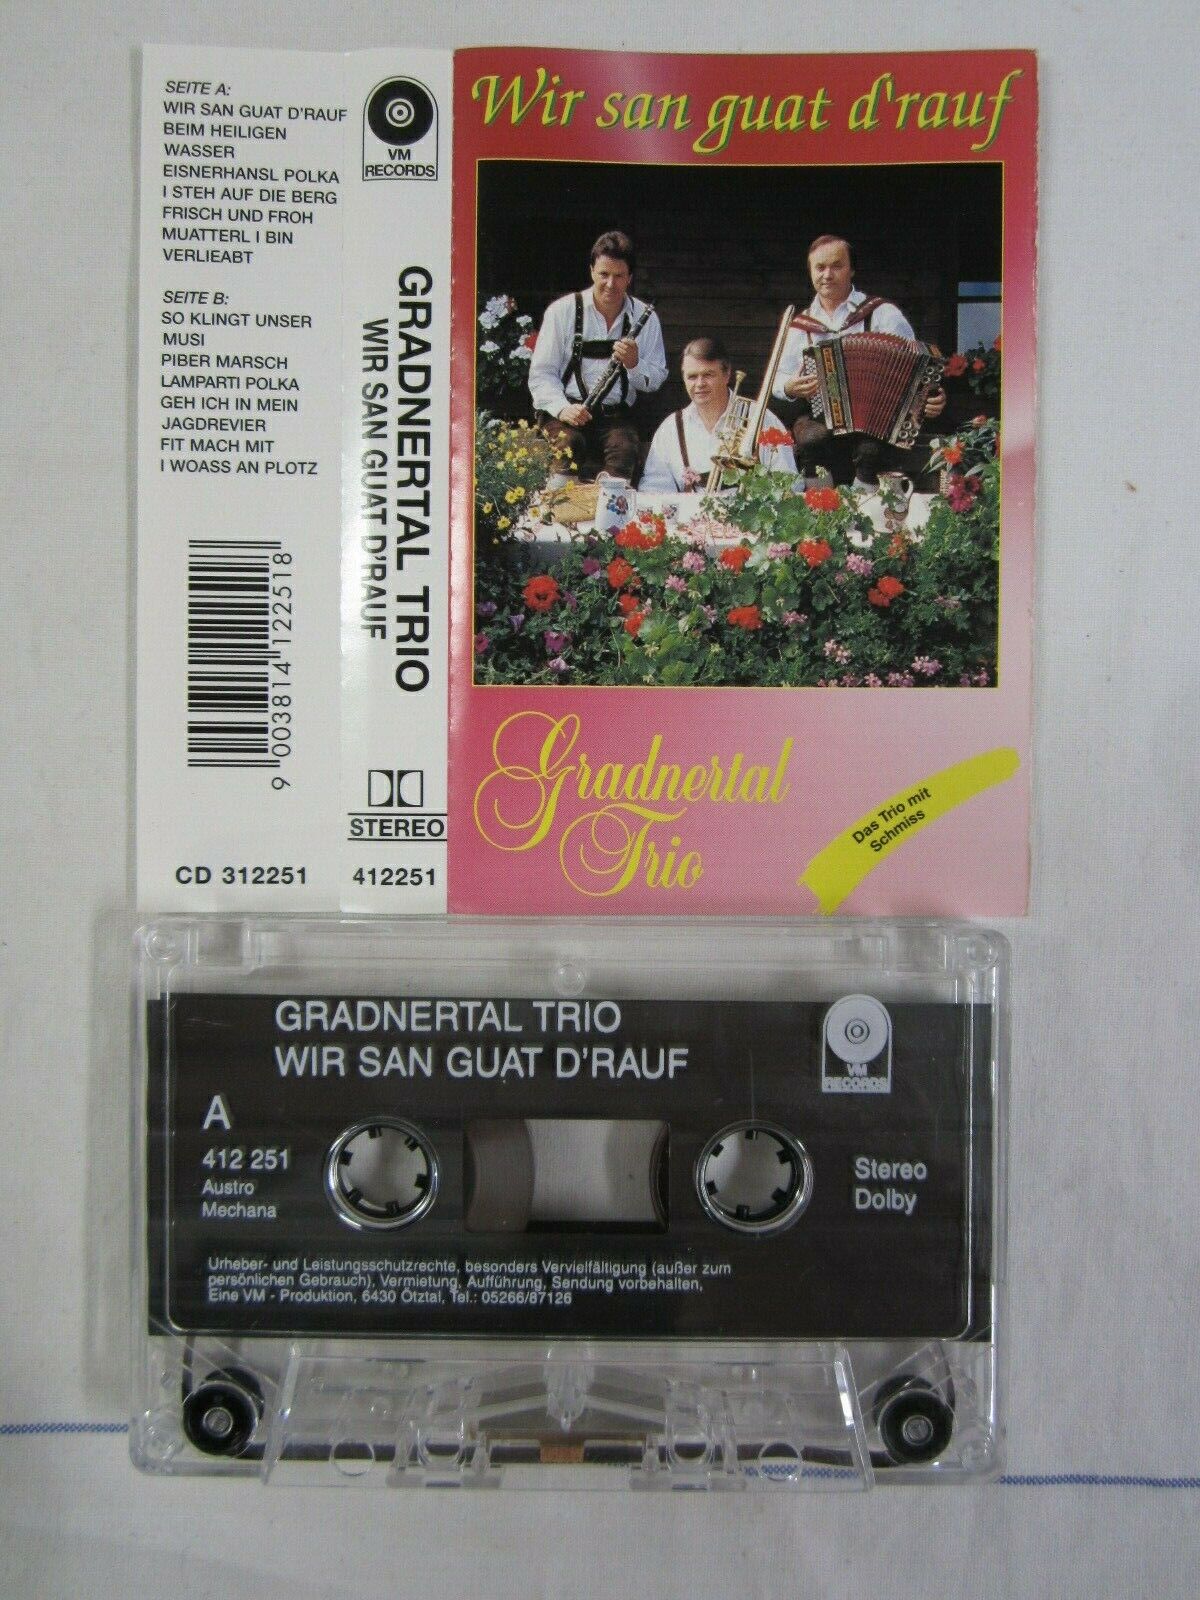 SEITE A:
WIR SAN GUAT D'RAUF
BEIM HEILIGEN
WASSER
EISNERHANSL POLKA
I STEH AUF DIE BERG
FRISCH UND FROH
MUATTERL I BIN
VERLIEABT
SEITE B:
SO KLINGT UNSER
MUSI
PIBER MARSCH
LAMPARTI POLKA
GEH ICH IN MEIN
JAGDREVIER
FIT MACH MIT
I WOASS AN PLOTZ
9 003814 122518
CD 312251
VM
RECORDS
GRADNERTAL TRIO
WIR SAN GUAT D'RAUF
STEREO
412251
Wir san guat d'rauf
Gradnertal
Trio
Das Trio mit
Schmiss
GRADNERTAL TRIO
WIR SAN GUAT D'RAUF
VM
RECORDS
A
412 251
Austro
Mechana
Stereo
Dolby
Urheber- und Leistungsschutzrechte, besonders Vervielfältigung (außer zum
persönlichen Gebrauch), Vermietung, Aufführung, Sendung vorbehalten,
Eine VM - Produktion, 6430 Ötztal, Tel.: 05266/87126